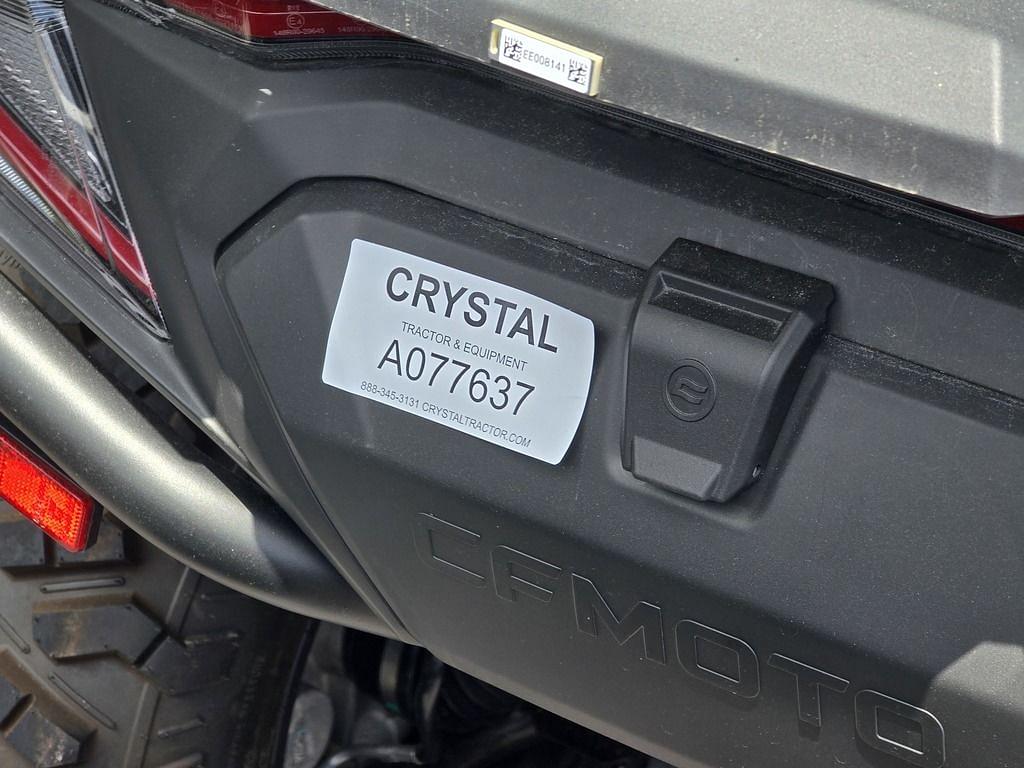 EE008141
CRYSTAL
TRACTOR & EQUIPMENT
A077637
888-345-3131 CRYSTALTRACTOR.COM
CFMOTO